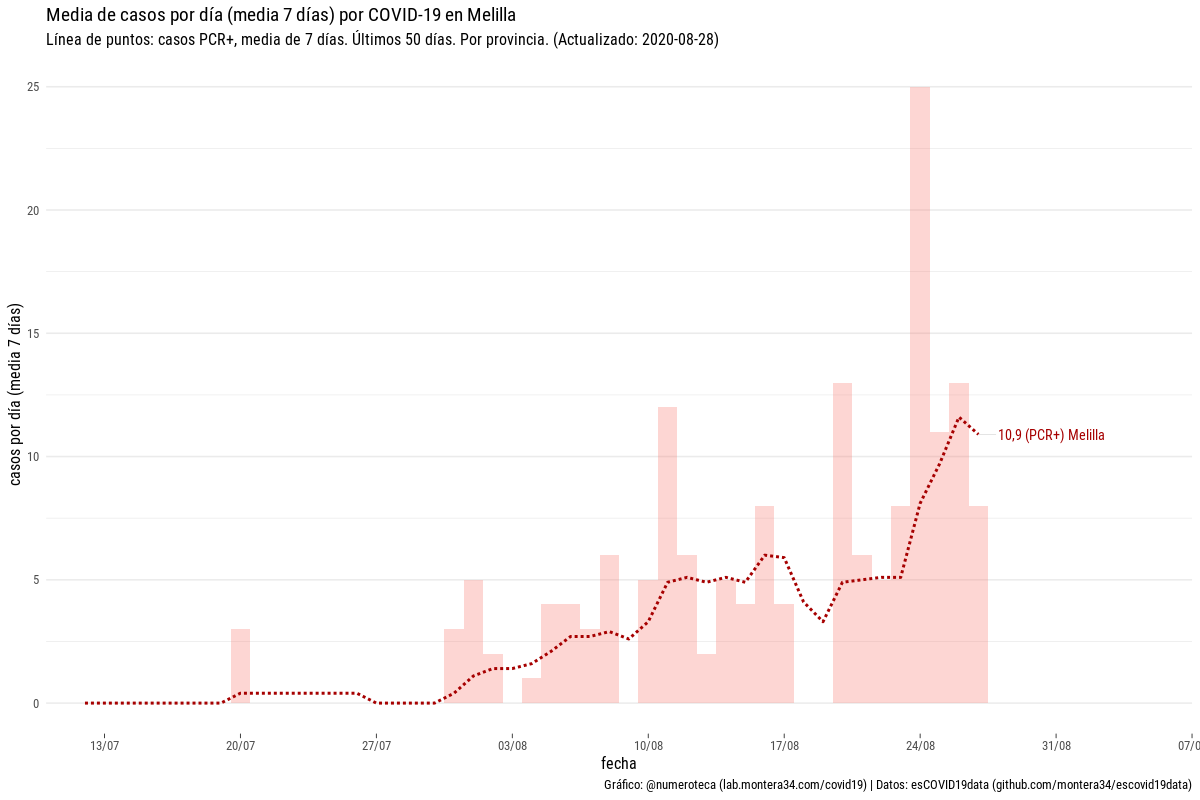 Media de casos por día (media 7 días) por COVID-19 en Melilla
Línea de puntos: casos PCR+, media de 7 días. Últimos 50 días. Por provincia. (Actualizado: 2020-08-28)
casos por día (media 7 días)
25
20
15
10
5
0
10,9 (PCR+) Melilla
13/07
20/07
27/07
03/08
10/08
17/08
24/08
31/08
07/0
fecha
Gráfico: @numeroteca (lab.montera34.com/covid19) | Datos: esCOVID19data (github.com/montera34/escovid19data)